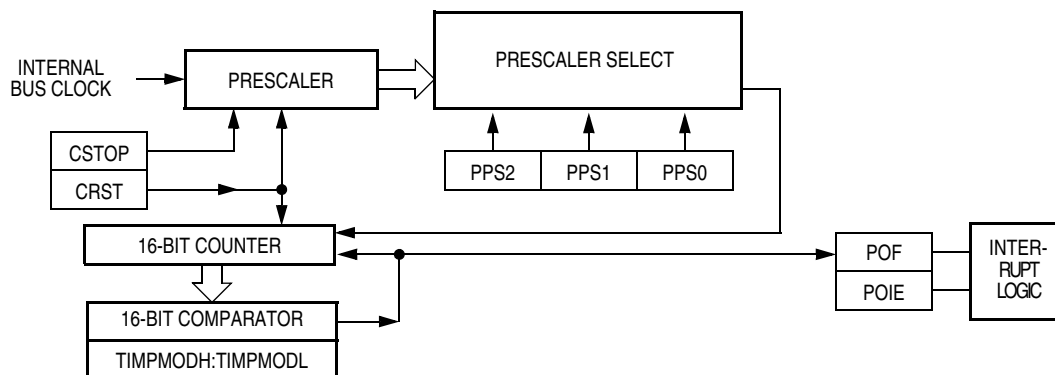 INTERNAL
BUS CLOCK
PRESCALER
PRESCALER SELECT
CSTOP
CRST
PPS2
PPS1
PPS0
16-BIT COUNTER
16-BIT COMPARATOR
TIMPMODH:TIMPMODL
POF
POIE
INTER-
RUPT
LOGIC